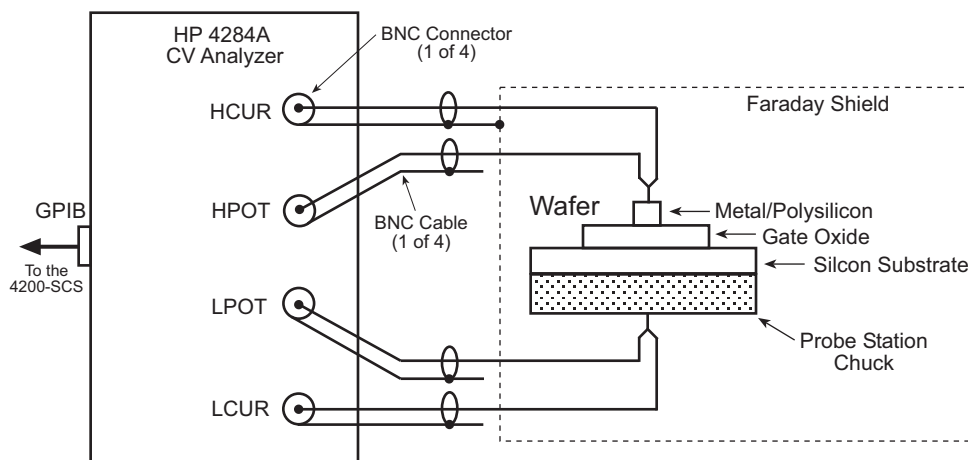 HP 4284A
CV Analyzer
BNC Connector
(1 of 4)
HCUR
Faraday Shield
HPOT
BNC Cable
(1 of 4)
GPIB
To the
4200-SCS
Wafer
Metal/Polysilicon
Gate Oxide
Silcon Substrate
LPOT
Probe Station
Chuck
LCUR